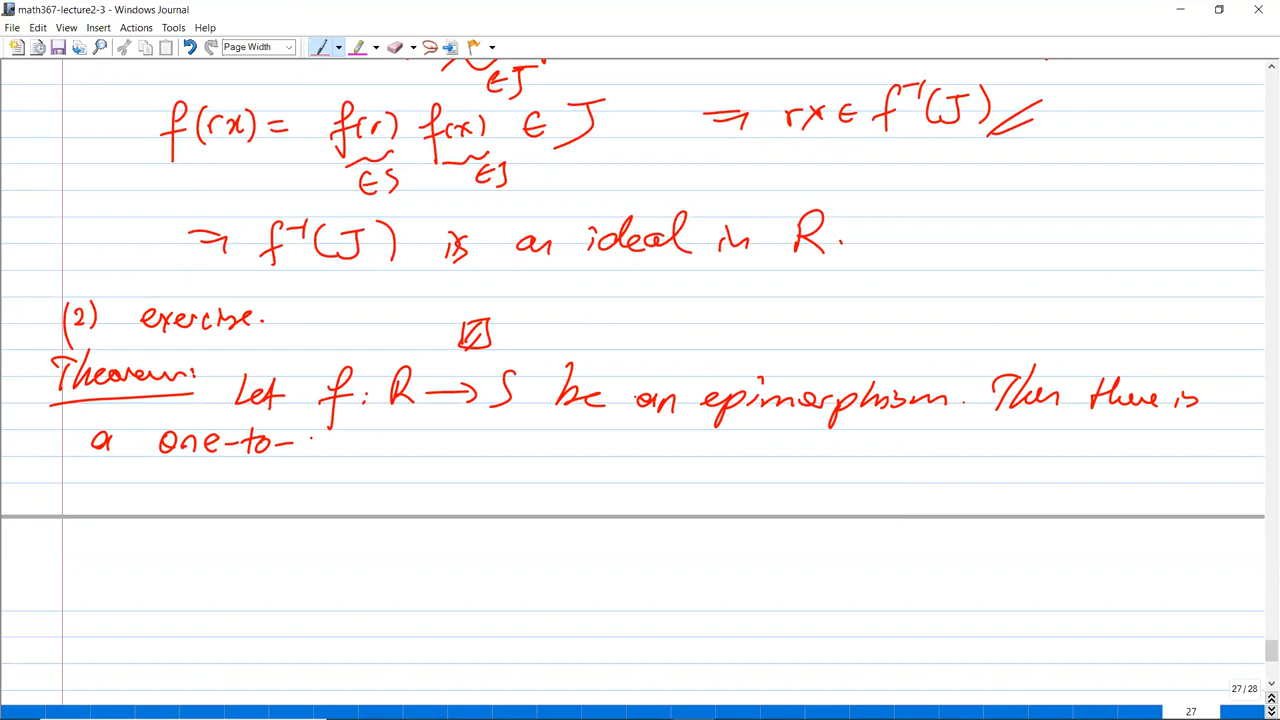 math367-lecture2-3 - Windows Journal
File Edit View Insert Actions Tools Help
Page Width
∈J
f(rx) = f(r) f(x) ∈ J ⇒ rx ∈ f⁻¹(J)
∈S ∈J
⇒ f⁻¹(J) is an ideal in R.
(2) exercise.
Theorem: Let f: R → S be an epimorphism. Then there is
a one-to-
27 / 28
27